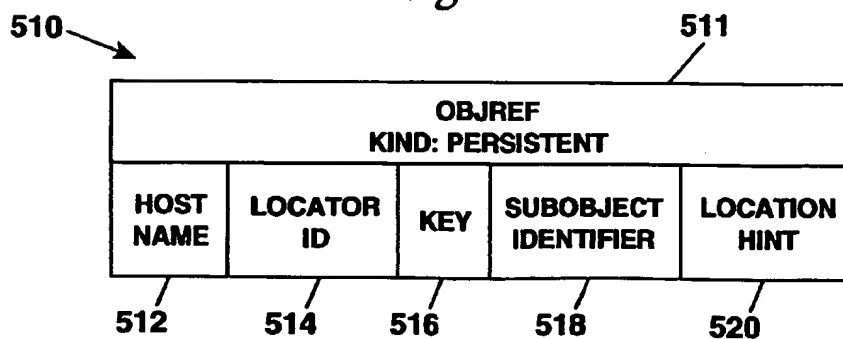 510
511
OBJREF
KIND: PERSISTENT
HOST NAME
LOCATOR ID
KEY
SUBOBJECT IDENTIFIER
LOCATION HINT
512 514 516 518 520